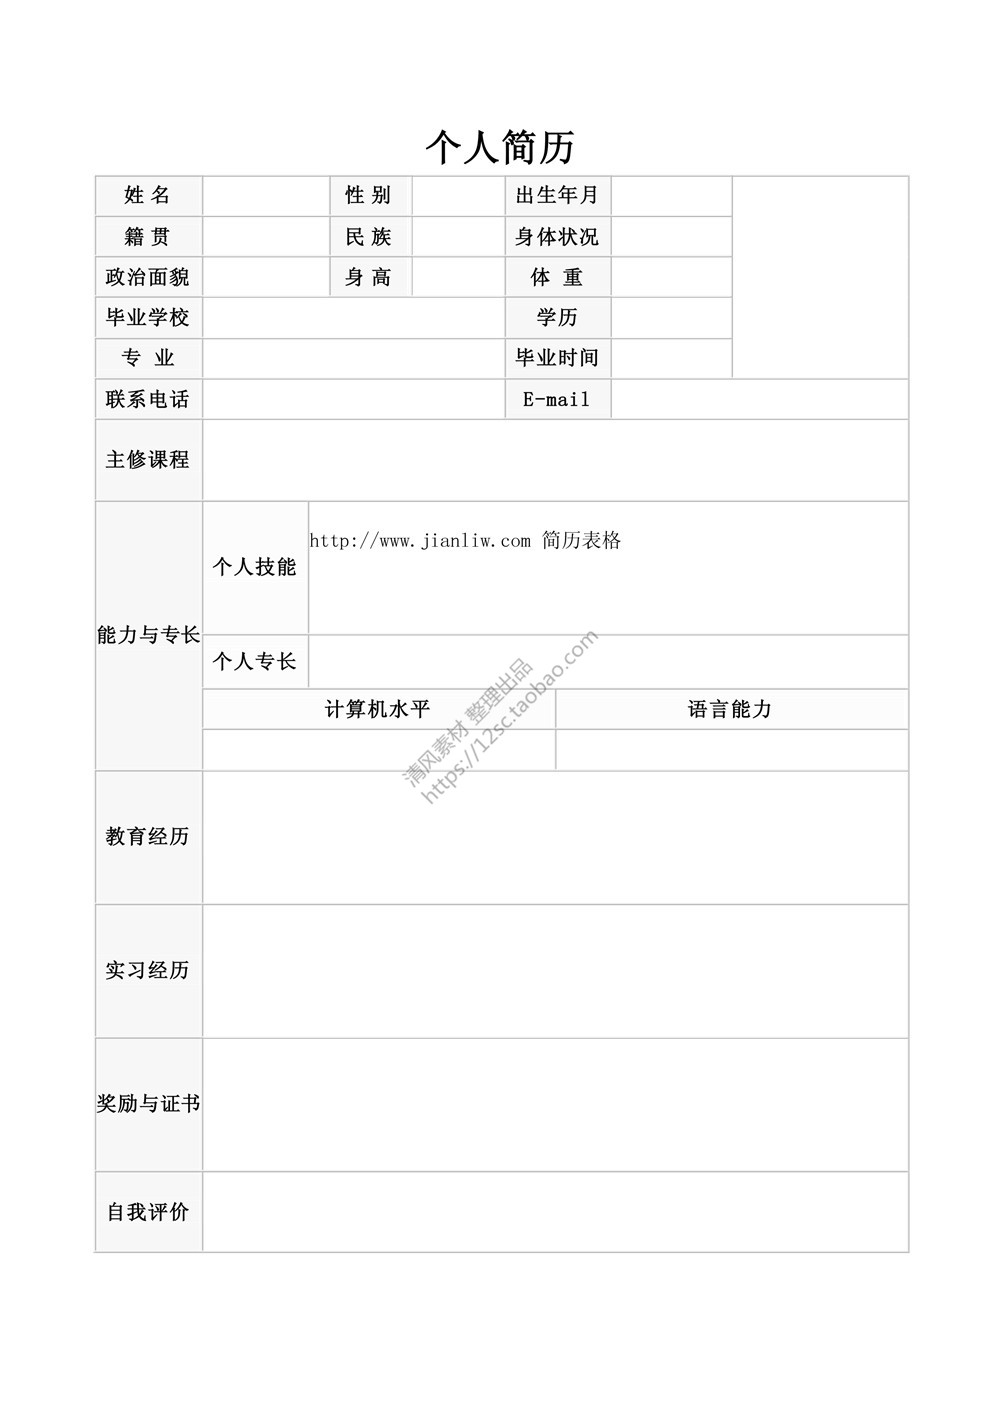 个人简历
姓 名 性 别 出生年月
籍 贯 民 族 身体状况
政治面貌 身 高 体 重
毕业学校 学历
专 业 毕业时间
联系电话 E-mail
主修课程
能力与专长
个人技能
http://www.jianliw.com 简历表格
个人专长
计算机水平 语言能力
教育经历
实习经历
奖励与证书
自我评价
清风素材 整理出品
https://12sc.taobao.com